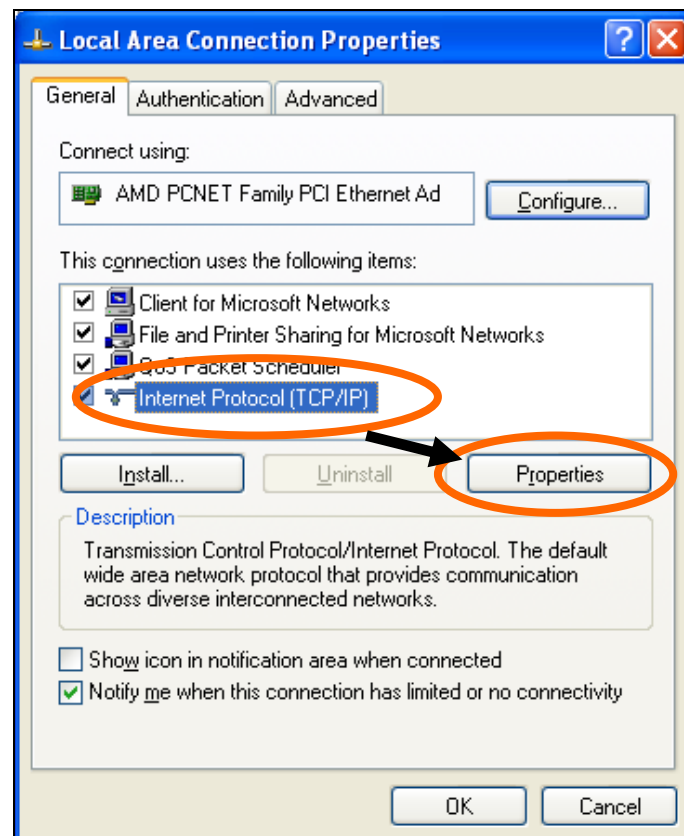 Local Area Connection Properties
General Authentication Advanced
Connect using:
AMD PCNET Family PCI Ethernet Ad Configure...
This connection uses the following items:
Client for Microsoft Networks
File and Printer Sharing for Microsoft Networks
QoS Packet Scheduler
Internet Protocol (TCP/IP)
Install... Uninstall Properties
Description
Transmission Control Protocol/Internet Protocol. The default
wide area network protocol that provides communication
across diverse interconnected networks.
Show icon in notification area when connected
Notify me when this connection has limited or no connectivity
OK Cancel